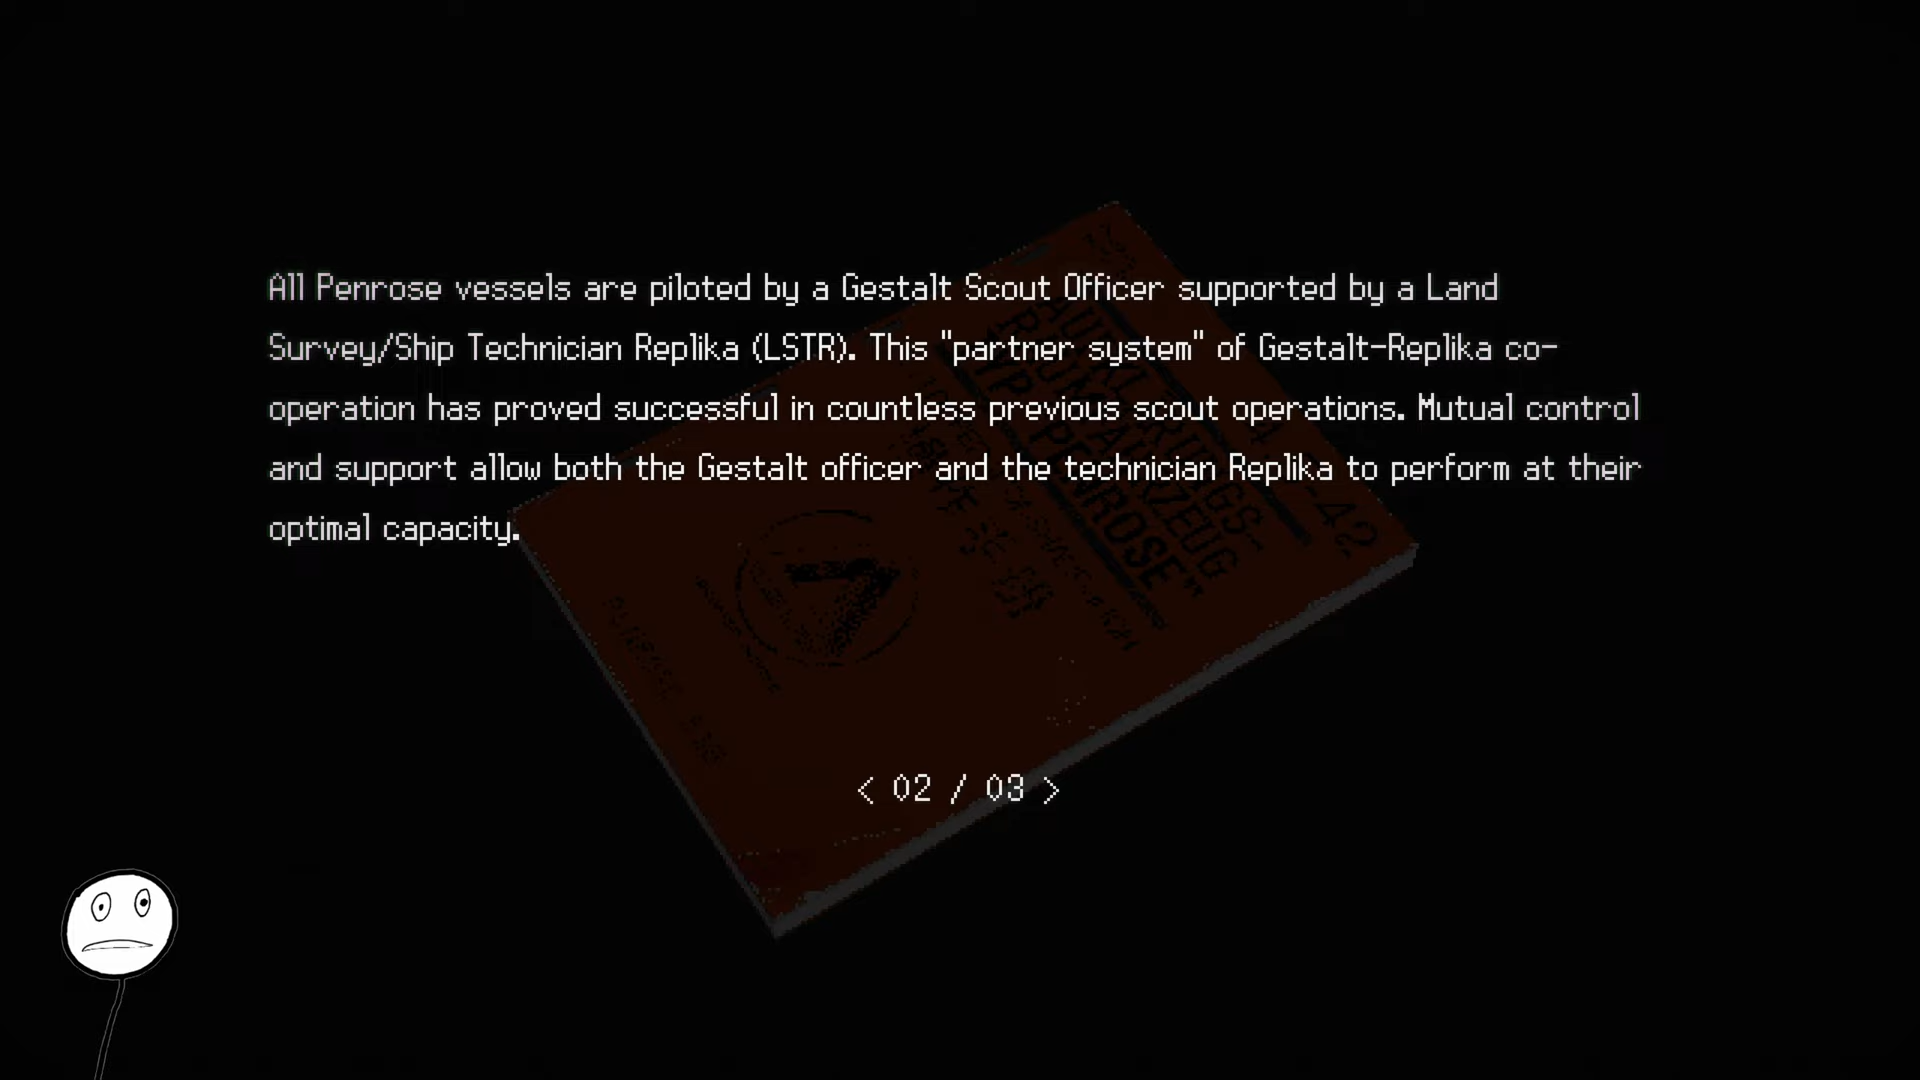 All Penrose vessels are piloted by a Gestalt Scout Officer supported by a Land
Survey/Ship Technician Replika (LSTR). This "partner system" of Gestalt-Replika co-
operation has proved successful in countless previous scout operations. Mutual control
and support allow both the Gestalt officer and the technician Replika to perform at their
optimal capacity.
PENROSE"
< 02 / 03 >